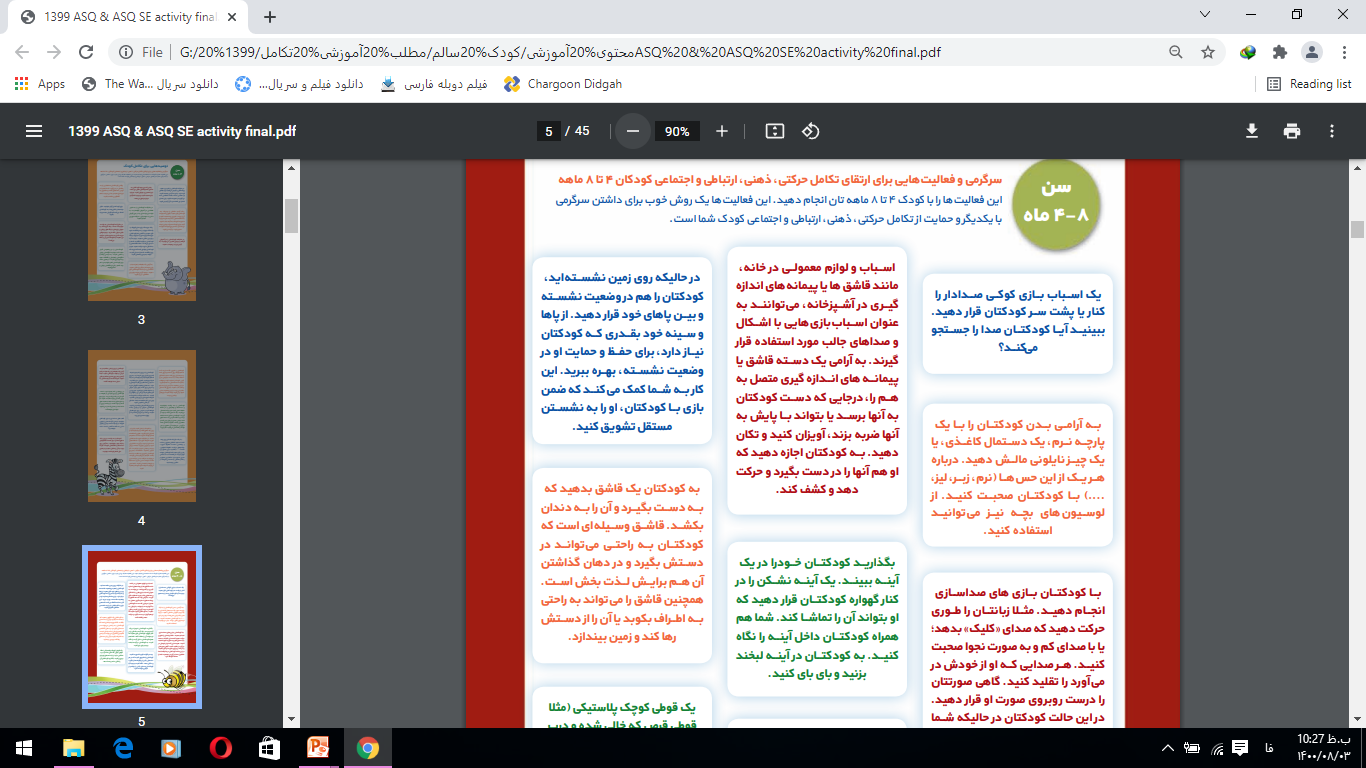 1399 ASQ & ASQ SE activity final
File
G:/20%1399/محتوی%20آموزشی/کودک%20سالم/مطلب%20آموزشی%20تکاملASQ%20&%20ASQ%20SE%20activity%20final.pdf
Apps
دانلود سریال The Wa...
دانلود فیلم و سریال...
فیلم دوبله فارسی
Chargoon Didgah
Reading list
1399 ASQ & ASQ SE activity final.pdf
5 / 45
90%
3
4
5
سن
۴-۸ ماه
سرگرمی و فعالیت‌هایی برای ارتقای تکامل حرکتی، ذهنی، ارتباطی و اجتماعی کودکان ۴ تا ۸ ماهه
این فعالیت‌ها را با کودک ۴ تا ۸ ماهه تان انجام دهید. این فعالیت‌ها یک روش خوب برای داشتن سرگرمی
با یکدیگر و حمایت از تکامل حرکتی، ذهنی، ارتباطی و اجتماعی کودک شما است.
یک اسباب بازی کوکی صدادار را
کنار یا پشت سر کودکتان قرار دهید.
ببینید آیا کودکتان صدا را جستجو
می‌کند؟
به آرامی بدن کودکتان را با یک
پارچه نرم، یک دستمال کاغذی، یا
یک چیز نایلونی مالش دهید. درباره
هر یک از این حس ها (نرم، زبر، لیز،
....) با کودکتان صحبت کنید. از
لوسیون های بچه نیز می‌توانید
استفاده کنید.
با کودکتان بازی های صداسازی
انجام دهید. مثلا زبانتان را طوری
حرکت دهید که صدای «کلیک» بدهد؛
یا با صدای کم و به صورت نجوا صحبت
کنید. هر صدایی که او از خودش در
می‌آورد را تقلید کنید. گاهی صورتتان
را درست روبروی صورت او قرار دهید.
در این حالت کودکتان در حالیکه شما
اسباب و لوازم معمولی در خانه،
مانند قاشق ها یا پیمانه های اندازه
گیری در آشپزخانه، می‌توانند به
عنوان اسباب بازی هایی با اشکال
و صداهای جالب مورد استفاده قرار
گیرند. به آرامی یک دسته قاشق یا
پیمانه های اندازه گیری متصل به
هم را، درجایی که دست کودکتان
به آنها برسد یا بتواند با پایش به
آنها ضربه بزند، آویزان کنید و تکان
دهید. به کودکتان اجازه دهید که
او هم آنها را در دست بگیرد و حرکت
دهد و کشف کند.
بگذارید کودکتان خودرا در یک
آینه ببیند. یک آینه نشکن را در
کنار گهواره کودکتان قرار دهید که
او بتواند آن را تماشا کند. شما هم
همراه کودکتان داخل آینه را نگاه
کنید. به کودکتان در آینه لبخند
بزنید و بای بای کنید.
در حالیکه روی زمین نشسته‌اید،
کودکتان را هم در وضعیت نشسته
و بین پاهای خود قرار دهید. از پاها
و سینه خود بقدری که کودکتان
نیاز دارد، برای حفظ و حمایت او در
وضعیت نشسته، بهره ببرید. این
کار به شما کمک می‌کند که ضمن
بازی با کودکتان، او را به نشستن
مستقل تشویق کنید.
به کودکتان یک قاشق بدهید که
به دست بگیرد و آن را به دندان
بکشد. قاشق وسیله‌ای است که
کودکتان به راحتی می‌تواند در
دستش بگیرد و در دهان گذاشتن
آن هم برایش لذت بخش است.
همچنین قاشق را می‌تواند به راحتی
به اطراف بکوبد یا آن را از دستش
رها کند و زمین بیندازد.
یک قوطی کوچک پلاستیکی (مثلا
قوطی قرص که خالی شده و درب
فا
10:27 ب.ظ
۱۴۰۰/۰۸/۰۳